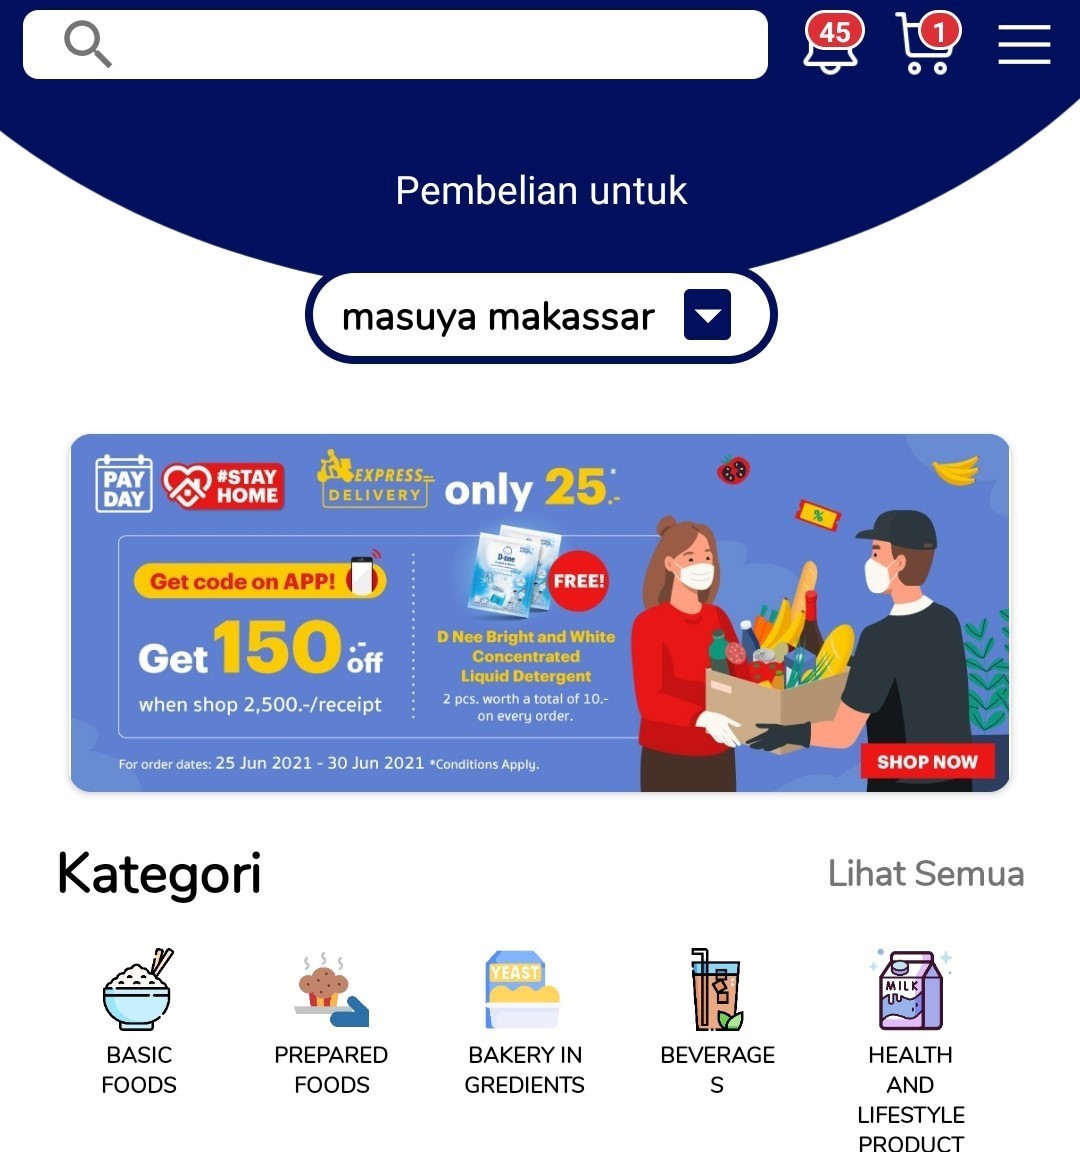 45
1
Pembelian untuk
masuya makassar
PAY
DAY
#STAY
HOME
EXPRESS
DELIVERY
only 25.-*
Get code on APP!
Get 150.- off
when shop 2,500.-/receipt
D-nee
FREE!
D Nee Bright and White
Concentrated
Liquid Detergent
2 pcs. worth a total of 10.-
on every order.
%
For order dates: 25 Jun 2021 - 30 Jun 2021 *Conditions Apply.
SHOP NOW
Kategori
Lihat Semua
YEAST
MILK
BASIC
FOODS
PREPARED
FOODS
BAKERY IN
GREDIENTS
BEVERAGE
S
HEALTH
AND
LIFESTYLE
PRODUCT